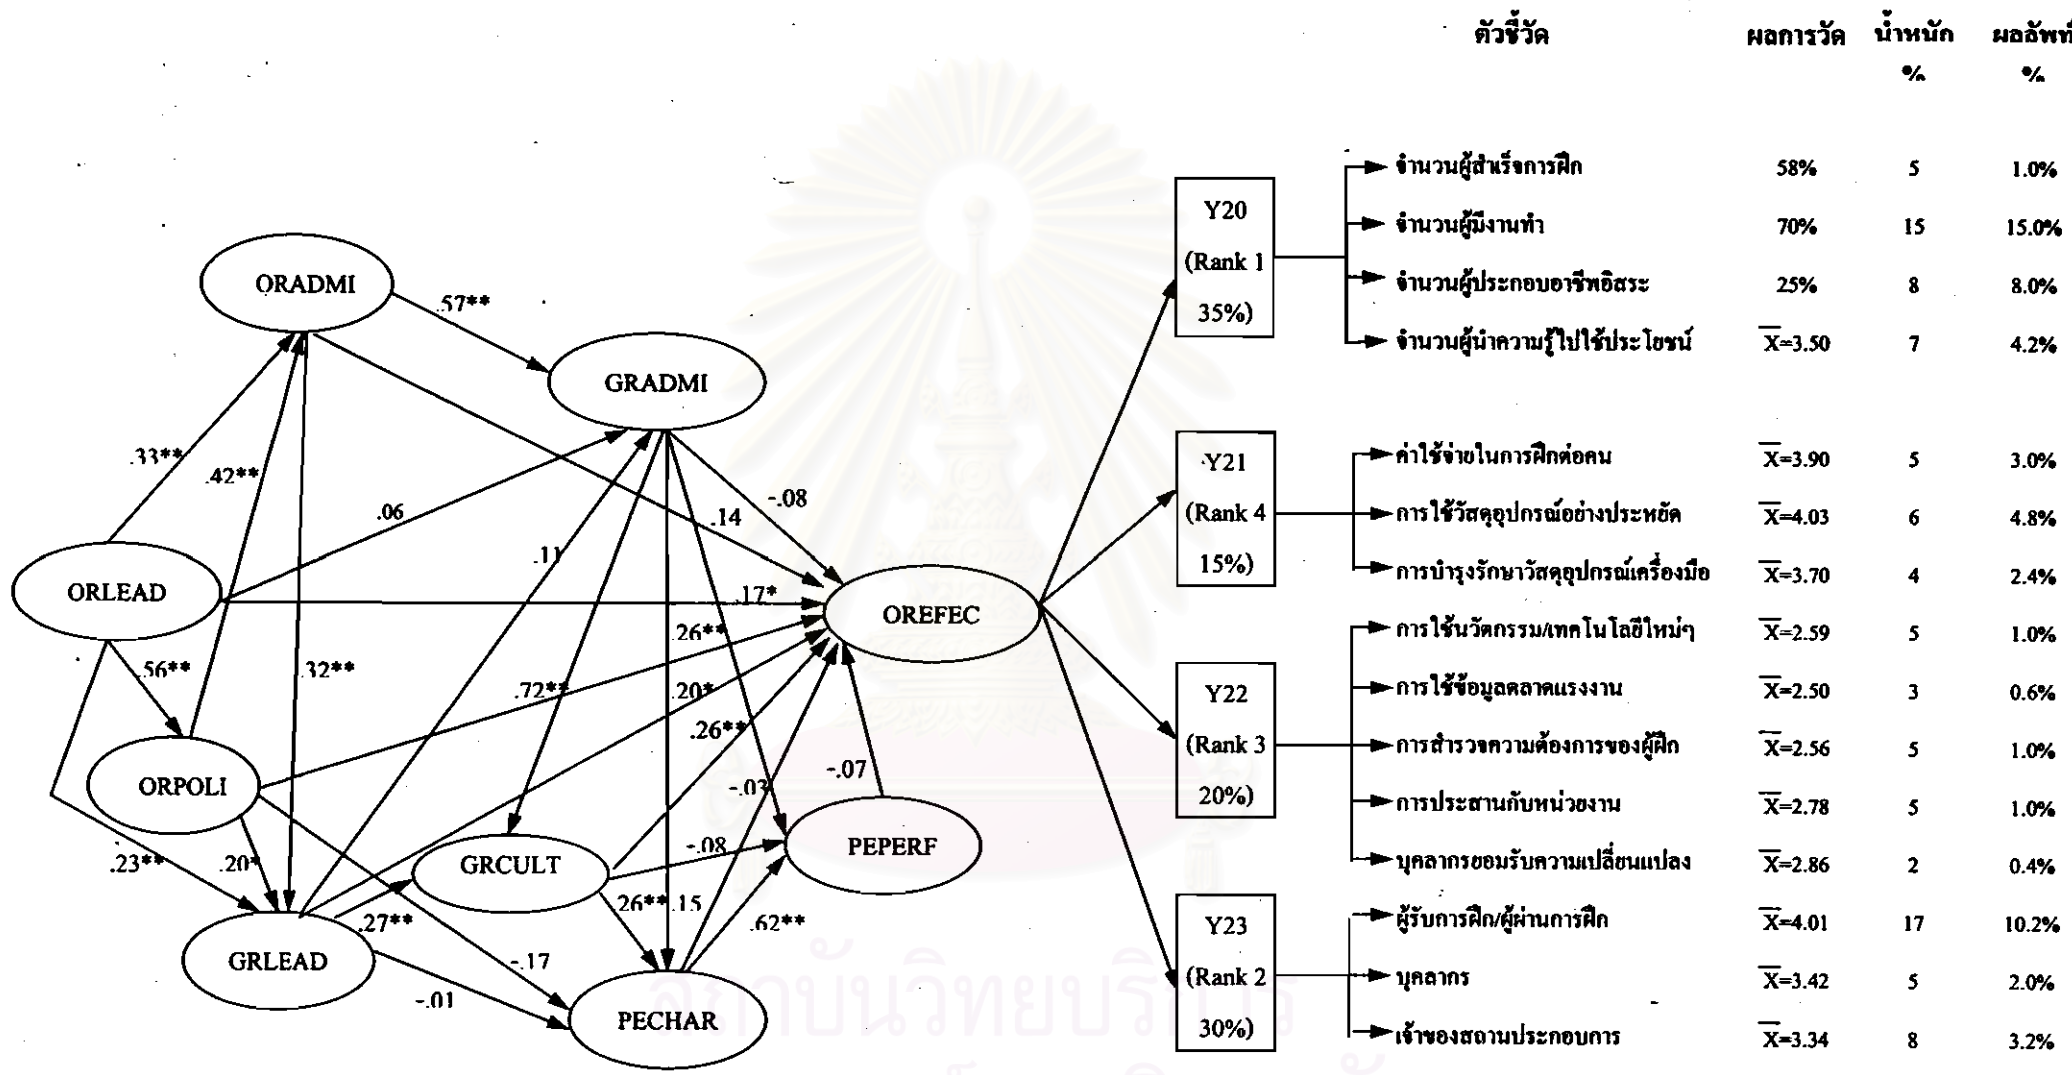 ตัวชี้วัด ผลการวัด น้ำหนัก ผลลัพท์
% %
ORADMI
.57**
GRADMI
.33**
.42**
.06
.11
-.08
.14
ORLEAD
.17*
OREFEC
.56**
.32**
.26**
.72**
.20*
.26**
ORPOLI
-.03
-.07
.23**
.20*
GRCULT
-.08
PEPERF
.27**
.26**
.15
.62**
GRLEAD
-.17
-.01
PECHAR
Y20
(Rank 1
35%)
จำนวนผู้สำเร็จการฝึก 58% 5 1.0%
จำนวนผู้มีงานทำ 70% 15 15.0%
จำนวนผู้ประกอบอาชีพอิสระ 25% 8 8.0%
จำนวนผู้นำความรู้ไปใช้ประโยชน์ X̄=3.50 7 4.2%
Y21
(Rank 4
15%)
ค่าใช้จ่ายในการฝึกต่อคน X̄=3.90 5 3.0%
การใช้วัสดุอุปกรณ์อย่างประหยัด X̄=4.03 6 4.8%
การบำรุงรักษาวัสดุอุปกรณ์เครื่องมือ X̄=3.70 4 2.4%
Y22
(Rank 3
20%)
การใช้นวัตกรรม/เทคโนโลยีใหม่ๆ X̄=2.59 5 1.0%
การใช้ข้อมูลตลาดแรงงาน X̄=2.50 3 0.6%
การสำรวจความต้องการของผู้ฝึก X̄=2.56 5 1.0%
การประสานกับหน่วยงาน X̄=2.78 5 1.0%
บุคลากรยอมรับความเปลี่ยนแปลง X̄=2.86 2 0.4%
Y23
(Rank 2
30%)
ผู้รับการฝึก/ผู้ผ่านการฝึก X̄=4.01 17 10.2%
บุคลากร X̄=3.42 5 2.0%
เจ้าของสถานประกอบการ X̄=3.34 8 3.2%
สถาบันวิทยบริการ